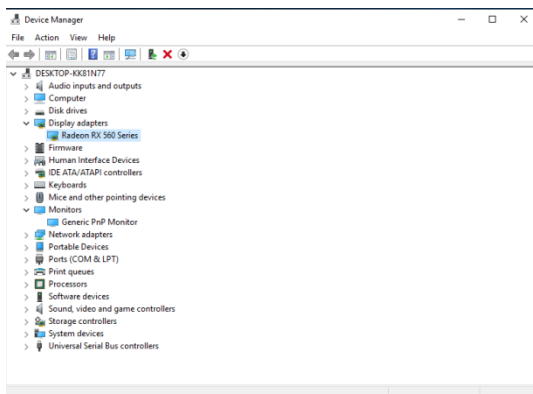 Device Manager
File Action View Help
DESKTOP-KK81N77
Audio inputs and outputs
Computer
Disk drives
Display adapters
Radeon RX 560 Series
Firmware
Human Interface Devices
IDE ATA/ATAPI controllers
Keyboards
Mice and other pointing devices
Monitors
Generic PnP Monitor
Network adapters
Portable Devices
Ports (COM & LPT)
Print queues
Processors
Software devices
Sound, video and game controllers
Storage controllers
System devices
Universal Serial Bus controllers